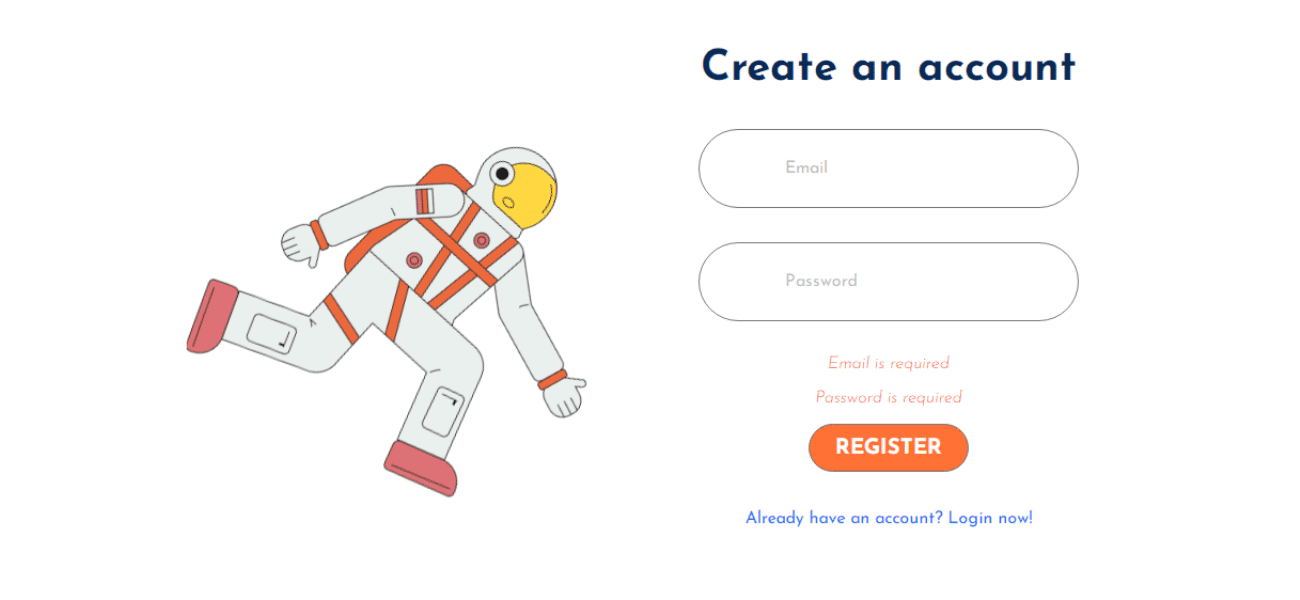 Create an account
Email
Password
Email is required
Password is required
REGISTER
Already have an account? Login now!